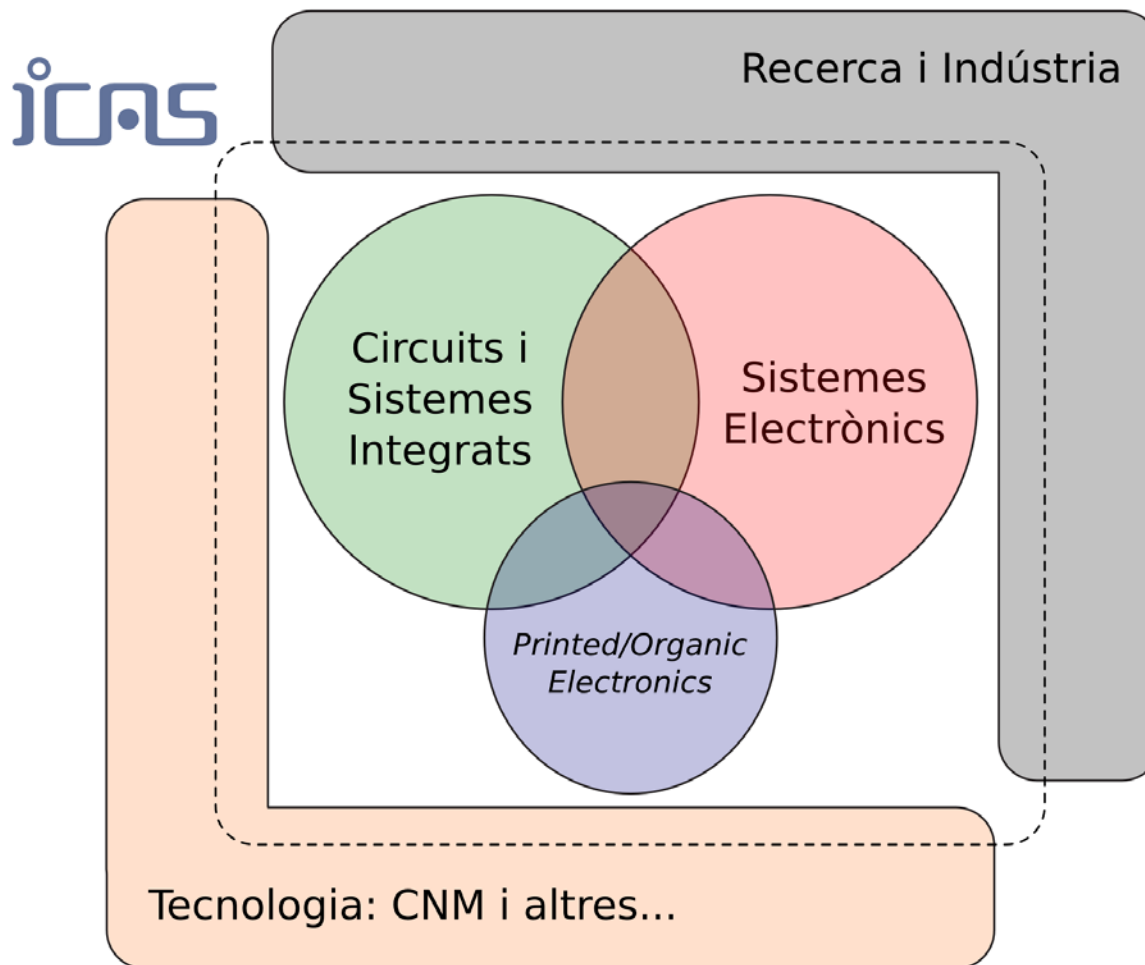 icas
Recerca i Indústria
Circuits i
Sistemes
Integrats
Sistemes
Electrònics
Printed/Organic
Electronics
Tecnologia: CNM i altres...